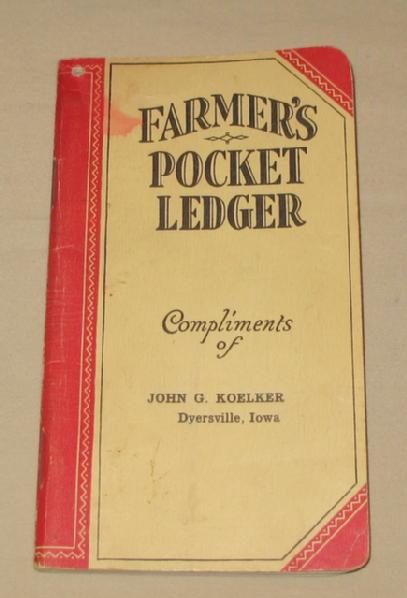 FARMER'S
POCKET
LEDGER
Compliments
of
JOHN G. KOELKER
Dyersville, Iowa